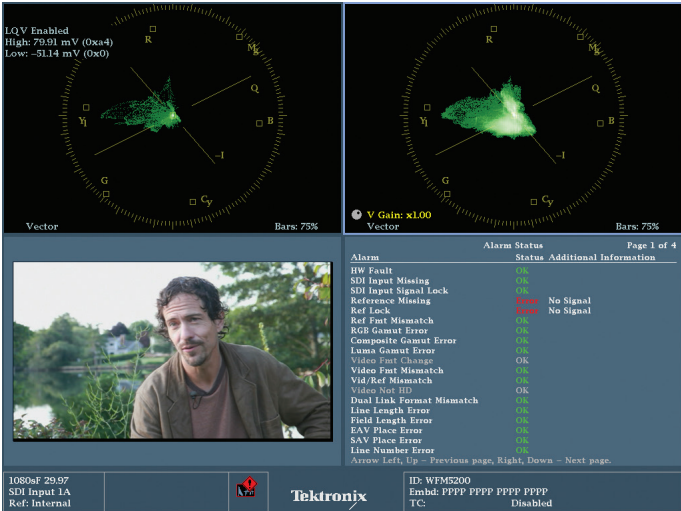 LQV Enabled
High: 79.91 mV (0xa4)
Low: –51.14 mV (0x0)
R
Mg
Q
B
Yl
–I
G
Cy
Vector
Bars: 75%
R
Mg
Q
B
Yl
–I
G
Cy
V Gain: x1.00
Vector
Bars: 75%
Alarm Status Page 1 of 4
Alarm Status Additional Information
HW Fault OK
SDI Input Missing OK
SDI Input Signal Lock OK
Reference Missing No Signal
Ref Lock No Signal
Ref Fmt Mismatch OK
RGB Gamut Error OK
Composite Gamut Error OK
Luma Gamut Error OK
Video Fmt Change OK
Video Fmt Mismatch OK
Vid/Ref Mismatch OK
Video Not HD OK
Dual Link Format Mismatch OK
Line Length Error OK
Field Length Error OK
EAV Place Error OK
SAV Place Error OK
Line Number Error OK
Arrow Left, Up – Previous page, Right, Down – Next page.
1080sF 29.97
SDI Input 1A
Ref: Internal
Tektronix
ID: WFM5200
Embd: PPPP PPPP PPPP PPPP
TC: Disabled